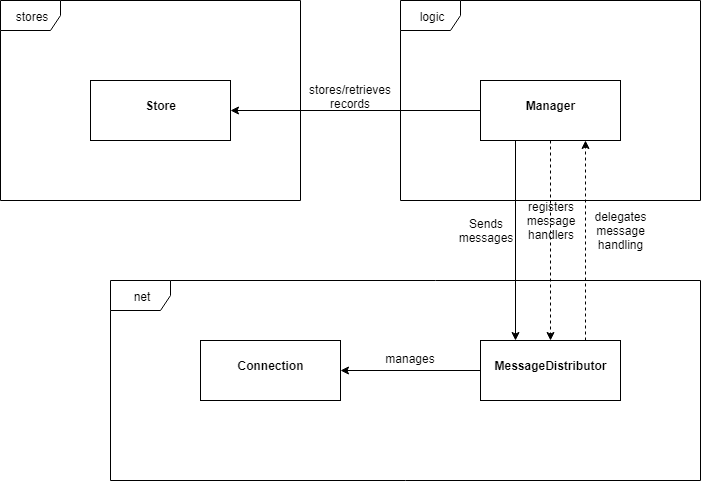 stores
logic
Store
stores/retrieves
records
Manager
Sends
messages
registers
message
handlers
delegates
message
handling
net
Connection
manages
MessageDistributor